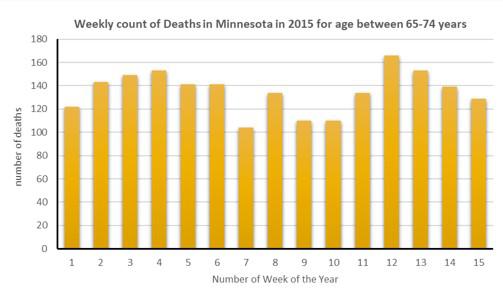 Weekly count of Deaths in Minnesota in 2015 for age between 65-74 years
180
160
140
120
100
80
60
40
20
0
number of deaths
1 2 3 4 5 6 7 8 9 10 11 12 13 14 15
Number of Week of the Year